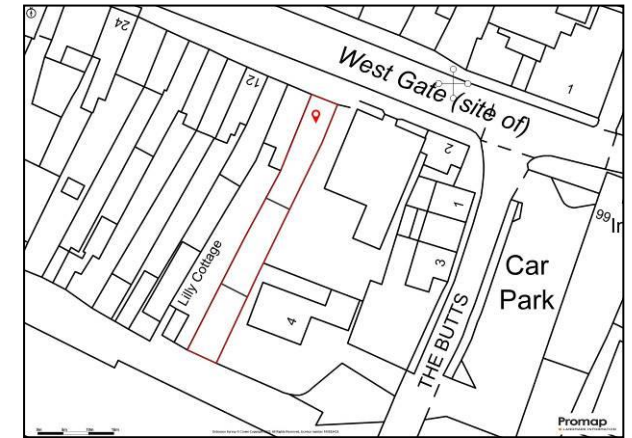 24
West Gate (site of)
1
12
2
1
99
Lilly Cottage
3
Car
Park
4
THE BUTTS
Promap